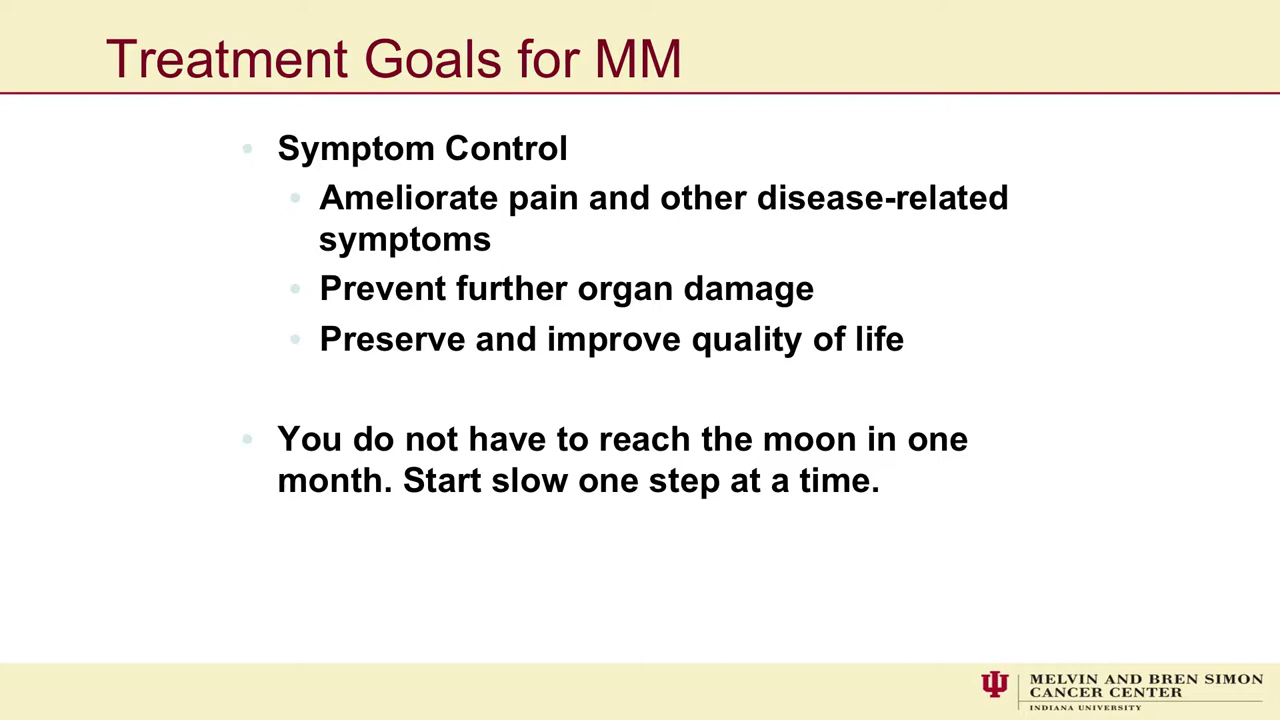 Treatment Goals for MM
• Symptom Control
• Ameliorate pain and other disease-related
symptoms
• Prevent further organ damage
• Preserve and improve quality of life
• You do not have to reach the moon in one
month. Start slow one step at a time.
MELVIN AND BREN SIMON
CANCER CENTER
INDIANA UNIVERSITY